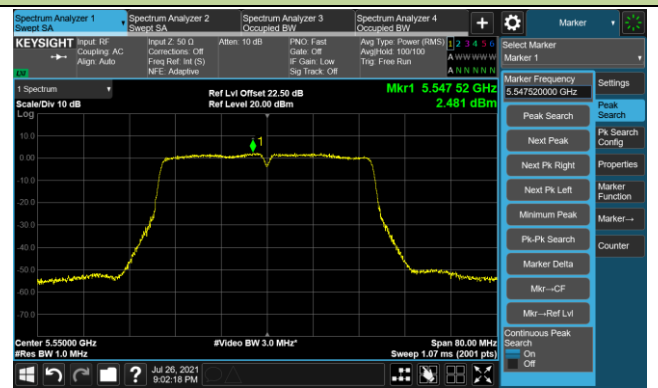 Spectrum Analyzer 1
Swept SA
Spectrum Analyzer 2
Swept SA
Spectrum Analyzer 3
Occupied BW
Spectrum Analyzer 4
Occupied BW
+
Marker
KEYSIGHT
Input: RF
Coupling: AC
Align: Auto
Input Z: 50 Ω
Corrections: Off
Freq Ref: Int (S)
NFE: Adaptive
Atten: 10 dB
PNO: Fast
Gate: Off
IF Gain: Low
Sig Track: Off
Avg Type: Power (RMS)
Avg|Hold: 100/100
Trig: Free Run
1 2 3 4 5 6
A W W W W W
A N N N N N
LXI
Select Marker
Marker 1
1 Spectrum
Scale/Div 10 dB
Log
Ref Lvl Offset 22.50 dB
Ref Level 20.00 dBm
Mkr1 5.547 52 GHz
2.481 dBm
1
10.0
0.00
-10.0
-20.0
-30.0
-40.0
-50.0
-60.0
-70.0
Center 5.55000 GHz
#Res BW 1.0 MHz
#Video BW 3.0 MHz*
Span 80.00 MHz
Sweep 1.07 ms (2001 pts)
Marker Frequency
5.547520000 GHz
Peak Search
Next Peak
Next Pk Right
Next Pk Left
Minimum Peak
Pk-Pk Search
Marker Delta
Mkr→CF
Mkr→Ref Lvl
Continuous Peak
Search
On
Off
Settings
Peak
Search
Pk Search
Config
Properties
Marker
Function
Marker→
Counter
?
Jul 26, 2021
9:02:18 PM